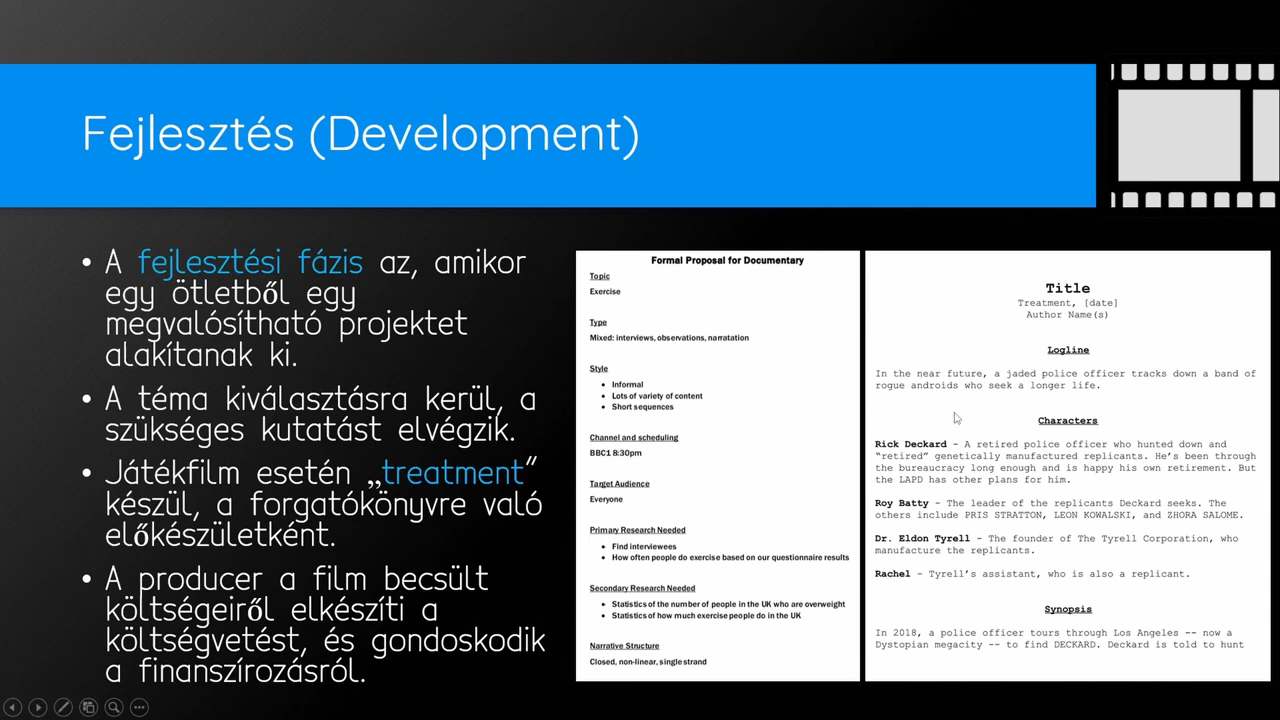 Fejlesztés (Development)
• A fejlesztési fázis az, amikor
egy ötletből egy
megvalósítható projektet
alakítanak ki.
• A téma kiválasztásra kerül, a
szükséges kutatást elvégzik.
• Játékfilm esetén „treatment”
készül, a forgatókönyvre való
előkészületként.
• A producer a film becsült
költségeiről elkészíti a
költségvetést, és gondoskodik
a finanszírozásról.
Formal Proposal for Documentary
Topic
Exercise
Type
Mixed: interviews, observations, narratation
Style
• Informal
• Lots of variety of content
• Short sequences
Channel and scheduling
BBC1 8:30pm
Target Audience
Everyone
Primary Research Needed
• Find interviewees
• How often people do exercise based on our questionnaire results
Secondary Research Needed
• Statistics of the number of people in the UK who are overweight
• Statistics of how much exercise people do in the UK
Narrative Structure
Closed, non-linear, single strand
Title
Treatment, [date]
Author Name(s)
Logline
In the near future, a jaded police officer tracks down a band of
rogue androids who seek a longer life.
Characters
Rick Deckard - A retired police officer who hunted down and
“retired” genetically manufactured replicants. He’s been through
the bureaucracy long enough and is happy his own retirement. But
the LAPD has other plans for him.
Roy Batty - The leader of the replicants Deckard seeks. The
others include PRIS STRATTON, LEON KOWALSKI, and ZHORA SALOME.
Dr. Eldon Tyrell - The founder of The Tyrell Corporation, who
manufacture the replicants.
Rachel - Tyrell’s assistant, who is also a replicant.
Synopsis
In 2018, a police officer tours through Los Angeles -- now a
Dystopian megacity -- to find DECKARD. Deckard is told to hunt